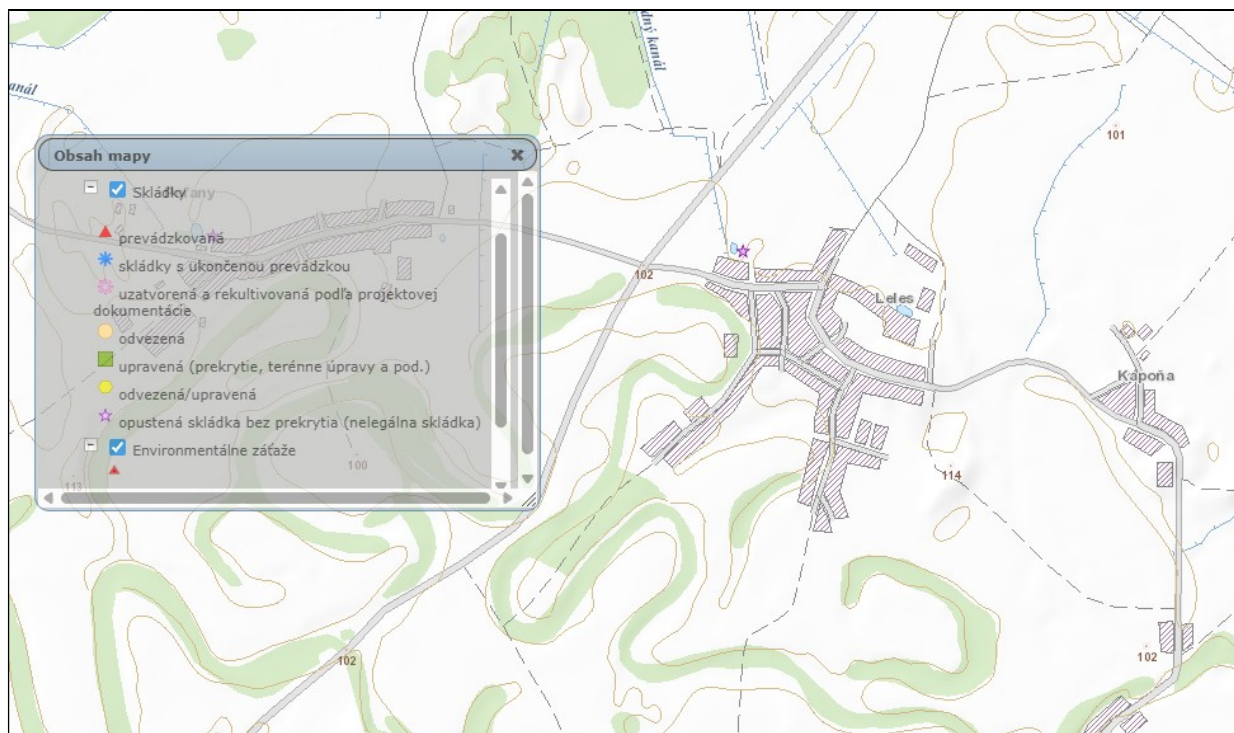 dný kanál
anál
101
Obsah mapy
Skládky
prevádzkovaná
skládky s ukončenou prevádzkou
uzatvorená a rekultivovaná podľa projektovej
dokumentácie
odvezená
upravená (prekrytie, terénne úpravy a pod.)
odvezená/upravená
opustená skládka bez prekrytia (nelegálna skládka)
Environmentálne záťaže
102
Leles
Kapoňa
100
113
114
102
102